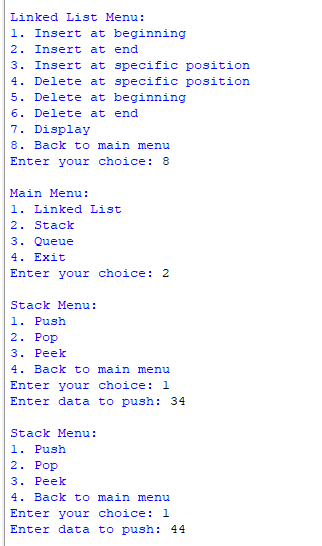 Linked List Menu:
1. Insert at beginning
2. Insert at end
3. Insert at specific position
4. Delete at specific position
5. Delete at beginning
6. Delete at end
7. Display
8. Back to main menu
Enter your choice: 8
Main Menu:
1. Linked List
2. Stack
3. Queue
4. Exit
Enter your choice: 2
Stack Menu:
1. Push
2. Pop
3. Peek
4. Back to main menu
Enter your choice: 1
Enter data to push: 34
Stack Menu:
1. Push
2. Pop
3. Peek
4. Back to main menu
Enter your choice: 1
Enter data to push: 44